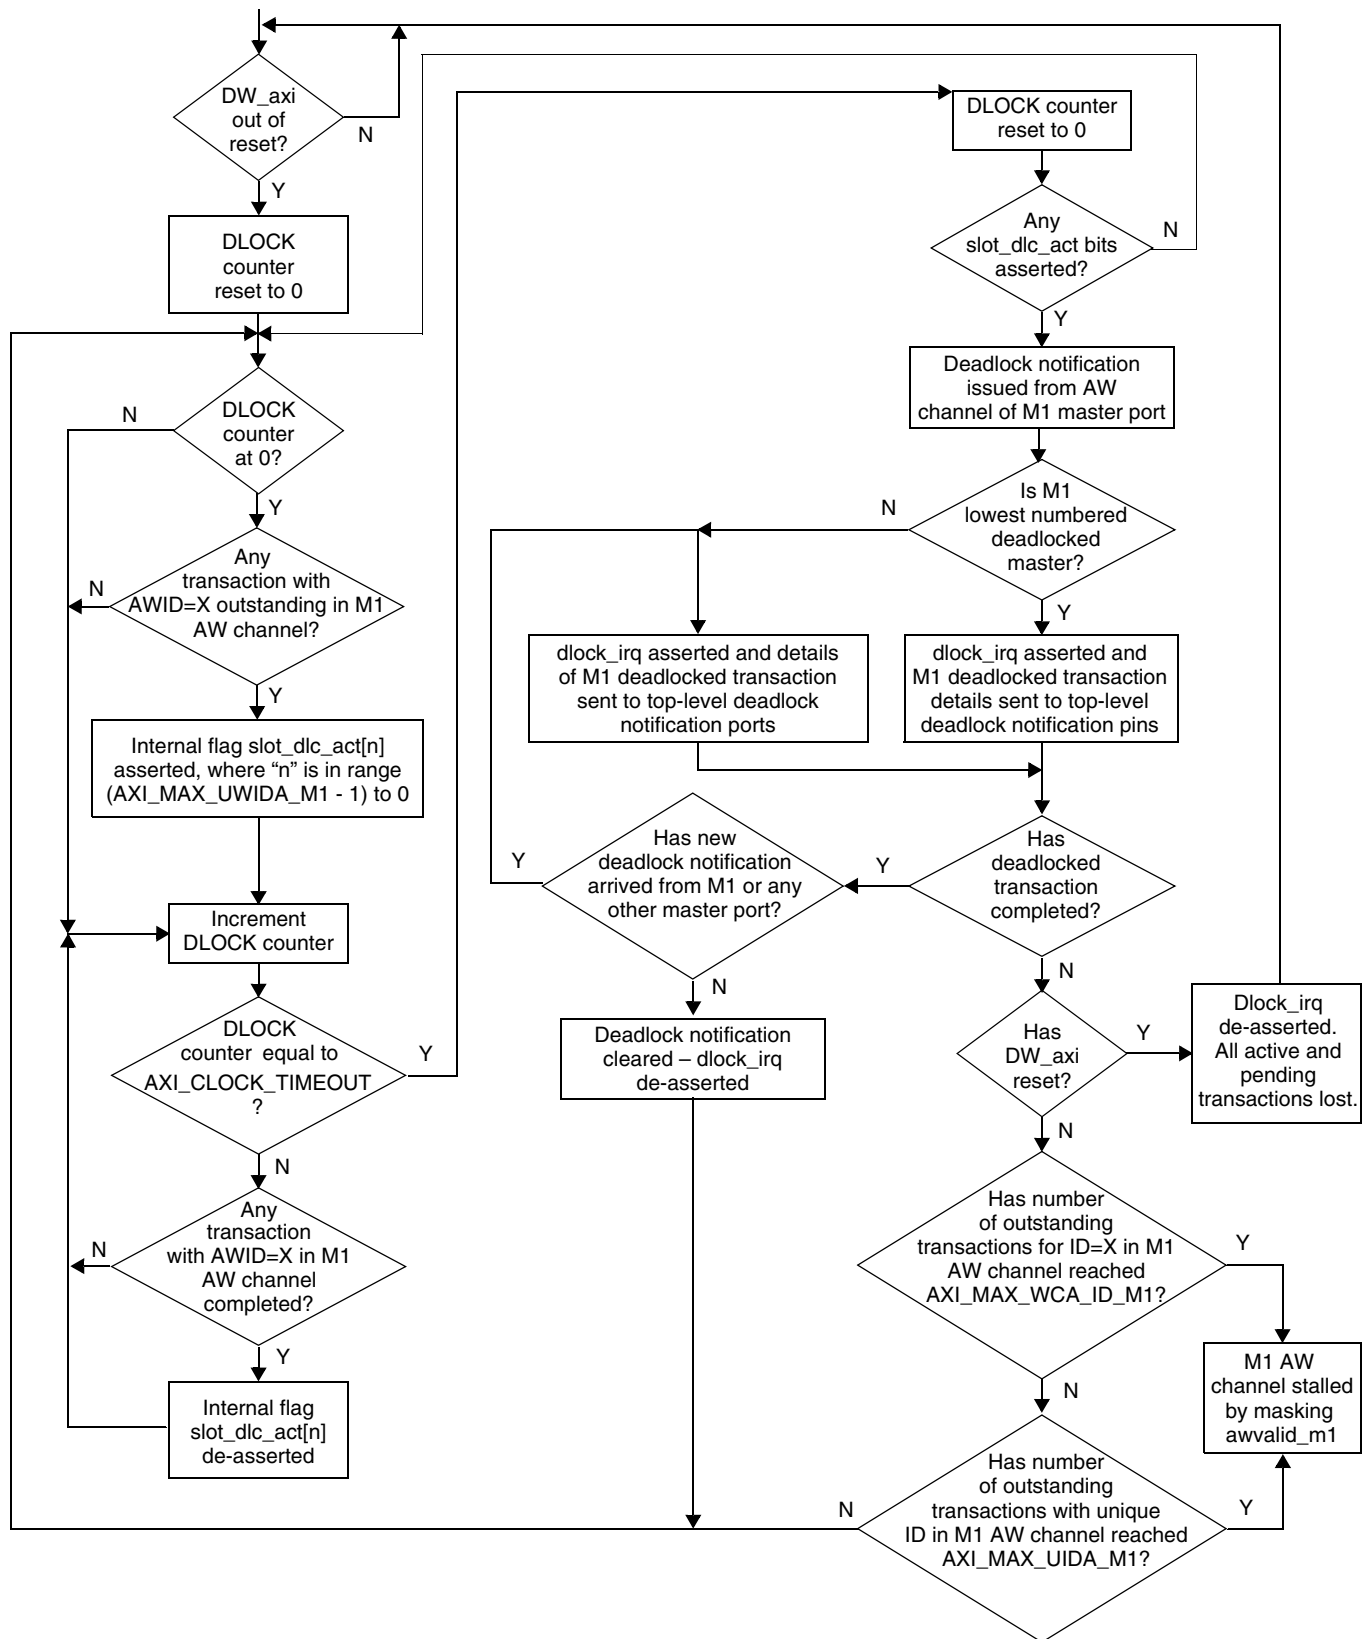 DW_axi
out of
reset?
N
Y
DLOCK
counter
reset to 0
N
DLOCK
counter
at 0?
Y
Any
transaction with
AWID=X outstanding in M1
AW channel?
N
Y
Internal flag slot_dlc_act[n]
asserted, where “n” is in range
(AXI_MAX_UWIDA_M1 - 1) to 0
Increment
DLOCK counter
DLOCK
counter equal to
AXI_CLOCK_TIMEOUT
?
Y
N
Any
transaction
with AWID=X in M1
AW channel
completed?
N
Y
Internal flag
slot_dlc_act[n]
de-asserted
DLOCK counter
reset to 0
Any
slot_dlc_act bits
asserted?
N
Y
Deadlock notification
issued from AW
channel of M1 master port
Is M1
lowest numbered
deadlocked
master?
N
Y
dlock_irq asserted and details
of M1 deadlocked transaction
sent to top-level deadlock
notification ports
dlock_irq asserted and
M1 deadlocked transaction
details sent to top-level
deadlock notification pins
Has new
deadlock notification
arrived from M1 or any
other master port?
Y
N
Has
deadlocked
transaction
completed?
Y
N
Deadlock notification
cleared – dlock_irq
de-asserted
Has
DW_axi
reset?
Y
N
Dlock_irq
de-asserted.
All active and
pending
transactions lost.
Has number
of outstanding
transactions for ID=X in M1
AW channel reached
AXI_MAX_WCA_ID_M1?
Y
N
M1 AW
channel stalled
by masking
awvalid_m1
Has number
of outstanding
transactions with unique
ID in M1 AW channel reached
AXI_MAX_UIDA_M1?
N
Y